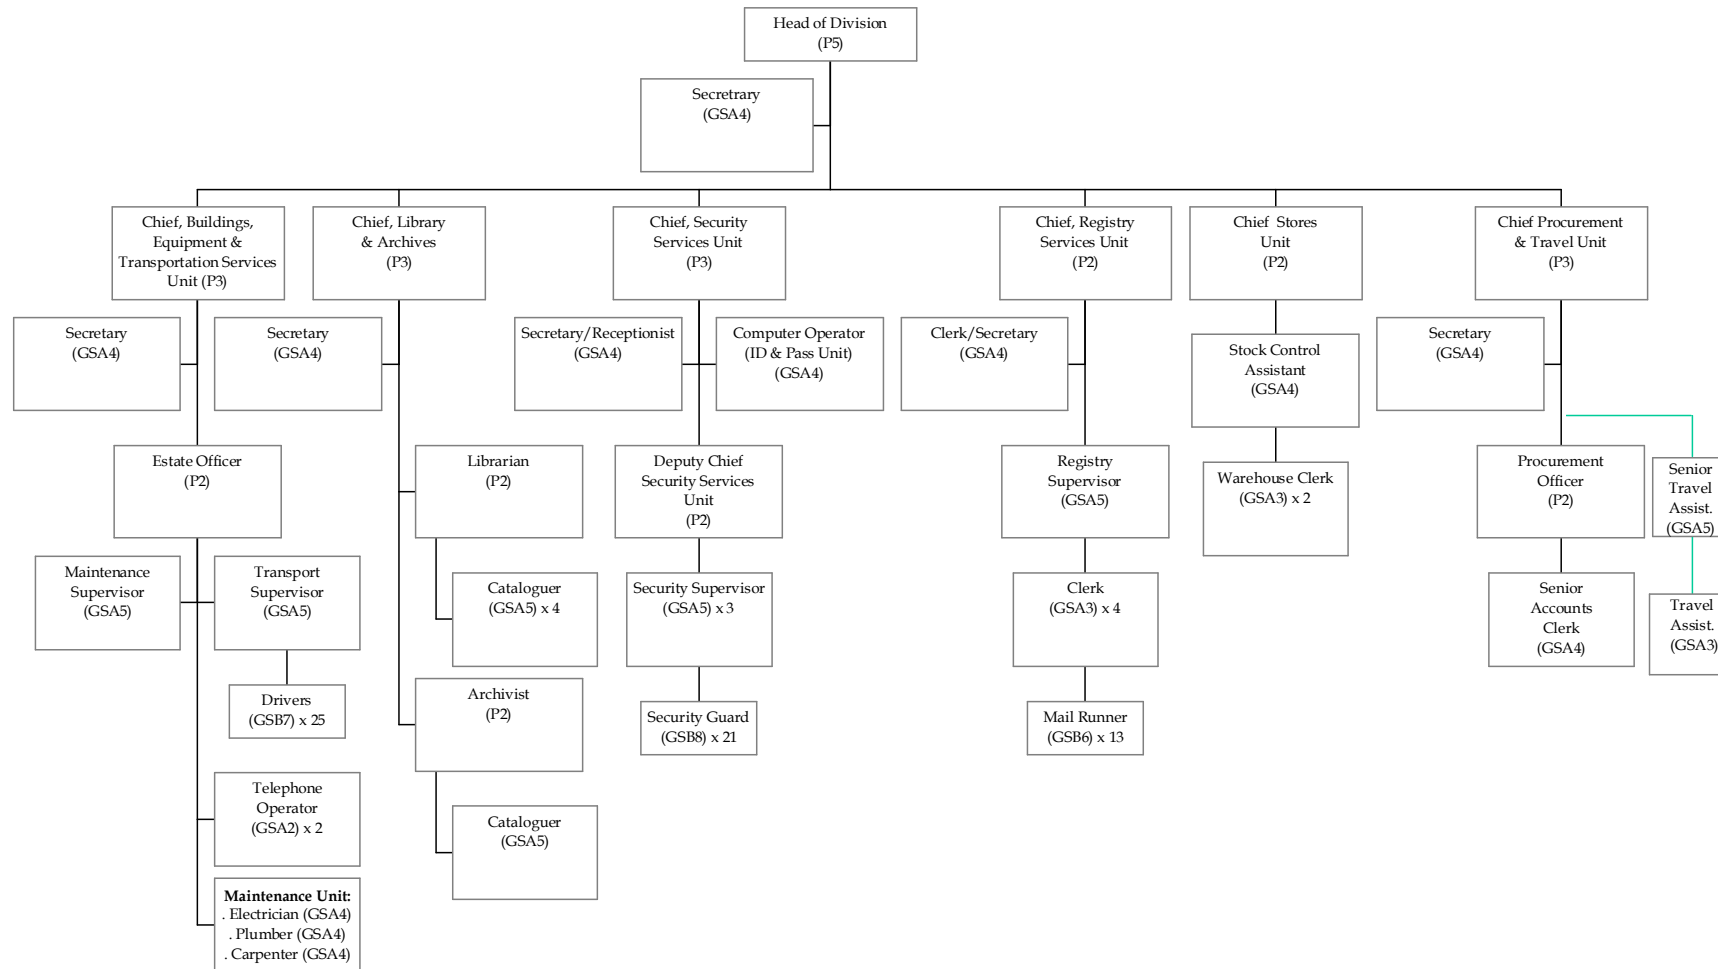 Head of Division
(P5)
Secretrary
(GSA4)
Chief, Buildings,
Equipment &
Transportation Services
Unit (P3)
Chief, Library
& Archives
(P3)
Chief, Security
Services Unit
(P3)
Chief, Registry
Services Unit
(P2)
Chief  Stores
Unit
(P2)
Chief Procurement
& Travel Unit
(P3)
Secretary
(GSA4)
Secretary
(GSA4)
Secretary/Receptionist
(GSA4)
Computer Operator
(ID & Pass Unit)
(GSA4)
Clerk/Secretary
(GSA4)
Stock Control
Assistant
(GSA4)
Secretary
(GSA4)
Estate Officer
(P2)
Librarian
(P2)
Deputy Chief
Security Services
Unit
(P2)
Registry
Supervisor
(GSA5)
Warehouse Clerk
(GSA3) x 2
Procurement
Officer
(P2)
Senior
Travel
Assist.
(GSA5)
Maintenance
Supervisor
(GSA5)
Transport
Supervisor
(GSA5)
Cataloguer
(GSA5) x 4
Security Supervisor
(GSA5) x 3
Clerk
(GSA3) x 4
Senior
Accounts
Clerk
(GSA4)
Travel
Assist.
(GSA3)
Drivers
(GSB7) x 25
Archivist
(P2)
Security Guard
(GSB8) x 21
Mail Runner
(GSB6) x 13
Telephone
Operator
(GSA2) x 2
Cataloguer
(GSA5)
Maintenance Unit:
. Electrician (GSA4)
. Plumber (GSA4)
. Carpenter (GSA4)